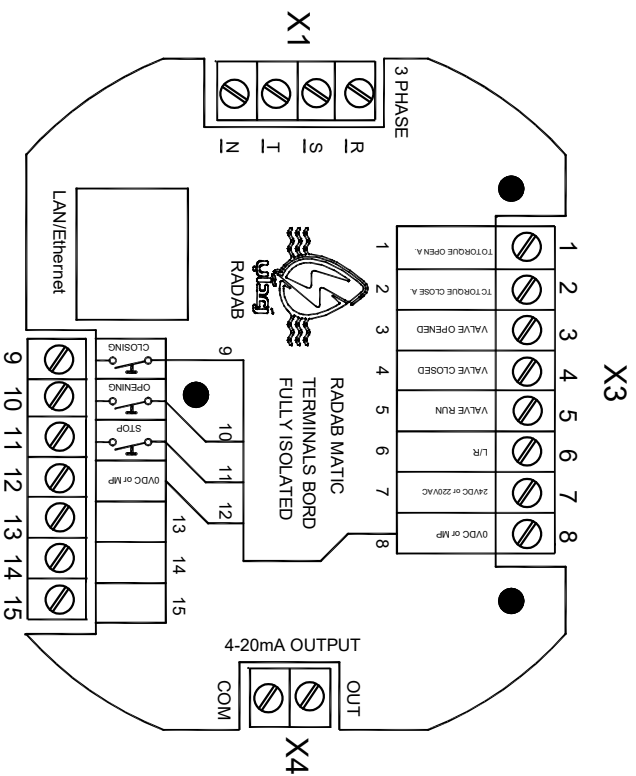 X1
3 PHASE
R
S
T
N
LAN/Ethernet
رعداب
RADAB
RADAB MATIC
TERMINALS BORD
FULLY ISOLATED
X3
1
2
3
4
5
6
7
8
TO TORQUE OPEN A.
TC TORQUE CLOSE A.
VALVE OPENED
VALVE CLOSED
VALVE RUN
L/R
24VDC or 220VAC
0VDC or MP
1
2
3
4
5
6
7
8
9
10
11
12
13
14
15
CLOSING
OPENING
STOP
0VDC or MP
9
10
11
12
13
14
15
4-20mA OUTPUT
COM
OUT
X4